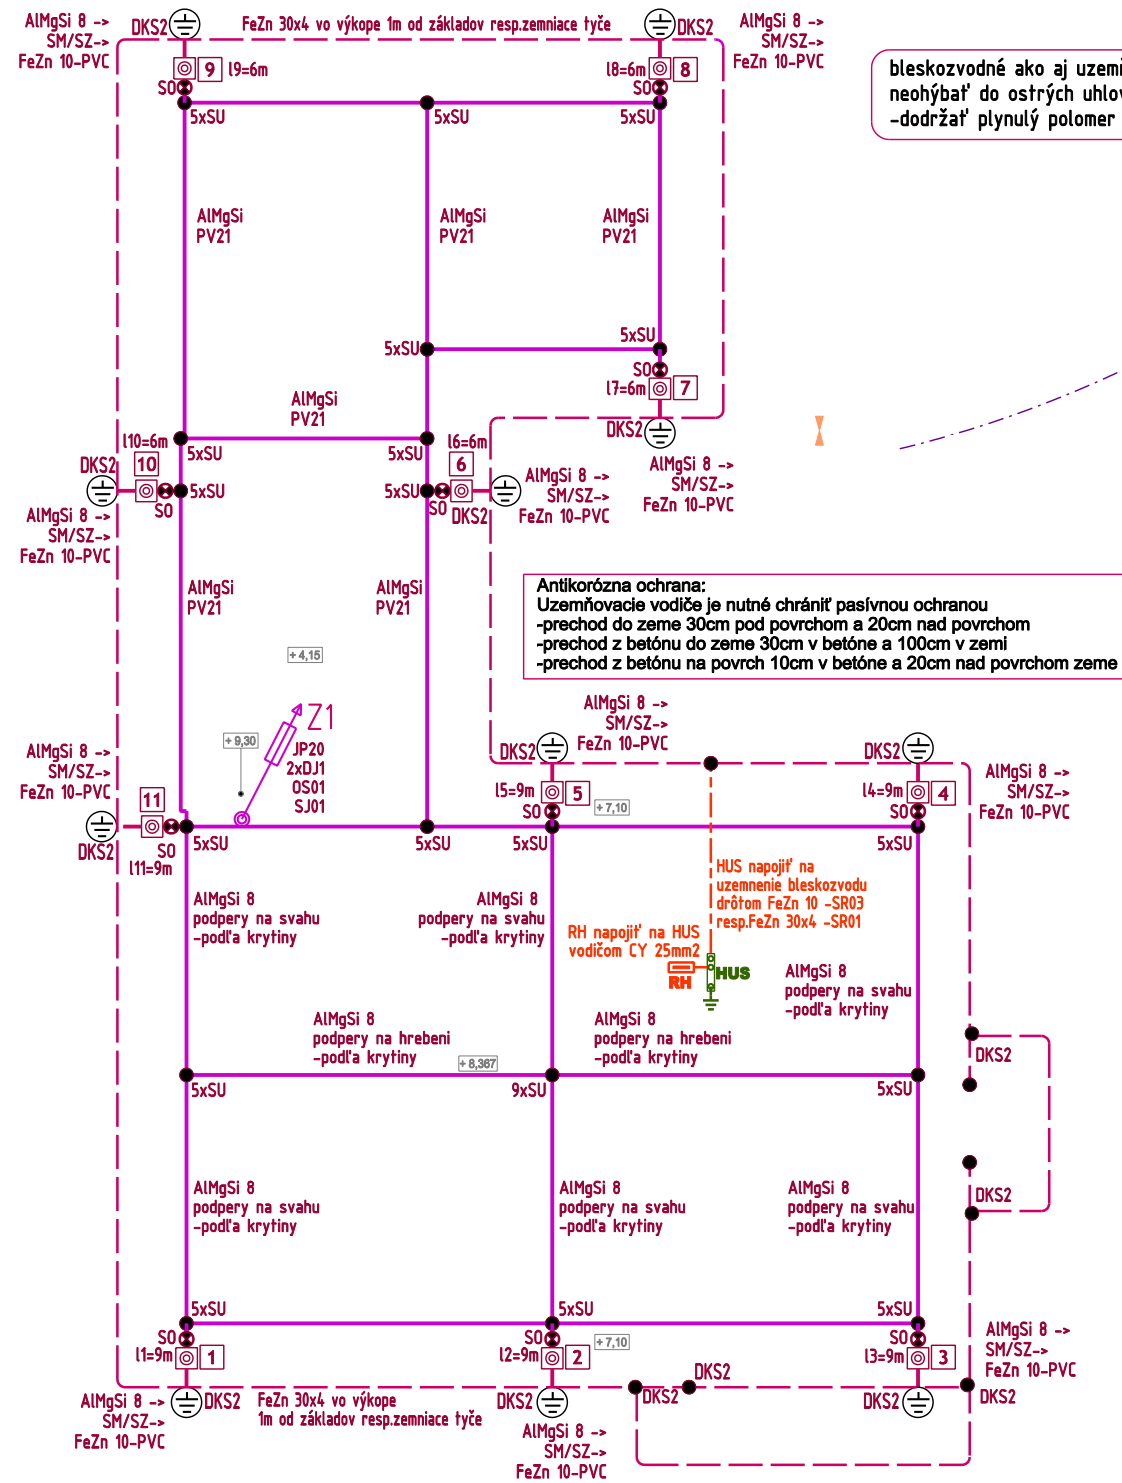 AlMgSi 8 ->
SM/SZ->
FeZn 10-PVC
DKS2
FeZn 30x4 vo výkope 1m od základov resp.zemniace tyče
DKS2
AlMgSi 8 ->
SM/SZ->
FeZn 10-PVC
9
l9=6m
SO
5xSU
5xSU
l8=6m
8
SO
5xSU
neohýbať do ostrých
-dodržať plynulý polomer
bleskozvodné ako aj
AlMgSi
PV21
AlMgSi
PV21
AlMgSi
PV21
5xSU
5xSU
SO
l7=6m
7
DKS2
AlMgSi 8 ->
SM/SZ->
FeZn 10-PVC
AlMgSi
PV21
l10=6m
10
DKS2
5xSU
5xSU
SO
AlMgSi 8 ->
SM/SZ->
FeZn 10-PVC
5xSU
l6=6m
6
5xSU
SO
DKS2
AlMgSi 8 ->
SM/SZ->
FeZn 10-PVC
AlMgSi
PV21
AlMgSi
PV21
Antikorózna ochrana:
Uzemňovacie vodiče je nutné chrániť pasívnou ochranou
-prechod do zeme 30cm pod povrchom a 20cm nad povrchom
-prechod z betónu do zeme 30cm v betóne a 100cm v zemi
-prechod z betónu na povrch 10cm v betóne a 20cm nad povrchom zeme
+ 4,15
+ 9,30
Z1
JP20
2xDJ1
OS01
SJ01
AlMgSi 8 ->
SM/SZ->
FeZn 10-PVC
11
DKS2
SO
l11=9m
5xSU
5xSU
AlMgSi 8 ->
SM/SZ->
FeZn 10-PVC
DKS2
l5=9m
5
SO
5xSU
+ 7,10
DKS2
l4=9m
4
SO
5xSU
AlMgSi 8 ->
SM/SZ->
FeZn 10-PVC
AlMgSi 8
podpery na svahu
-podľa krytiny
AlMgSi 8
podpery na svahu
-podľa krytiny
HUS napojiť na
uzemnenie bleskozvodu
drôtom FeZn 10 -SR03
resp.FeZn 30x4 -SR01
RH napojiť na HUS
vodičom CY 25mm2
RH
HUS
AlMgSi 8
podpery na svahu
-podľa krytiny
AlMgSi 8
podpery na hrebeni
-podľa krytiny
AlMgSi 8
podpery na hrebeni
-podľa krytiny
+ 8,367
5xSU
9xSU
5xSU
DKS2
AlMgSi 8
podpery na svahu
-podľa krytiny
AlMgSi 8
podpery na svahu
-podľa krytiny
AlMgSi 8
podpery na svahu
-podľa krytiny
DKS2
5xSU
SO
l1=9m
1
5xSU
SO
l2=9m
2
+ 7,10
5xSU
SO
l3=9m
3
AlMgSi 8 ->
SM/SZ->
FeZn 10-PVC
AlMgSi 8 ->
SM/SZ->
FeZn 10-PVC
DKS2
FeZn 30x4 vo výkope
1m od základov resp.zemniace tyče
DKS2
AlMgSi 8 ->
SM/SZ->
FeZn 10-PVC
DKS2
DKS2
DKS2
DKS2